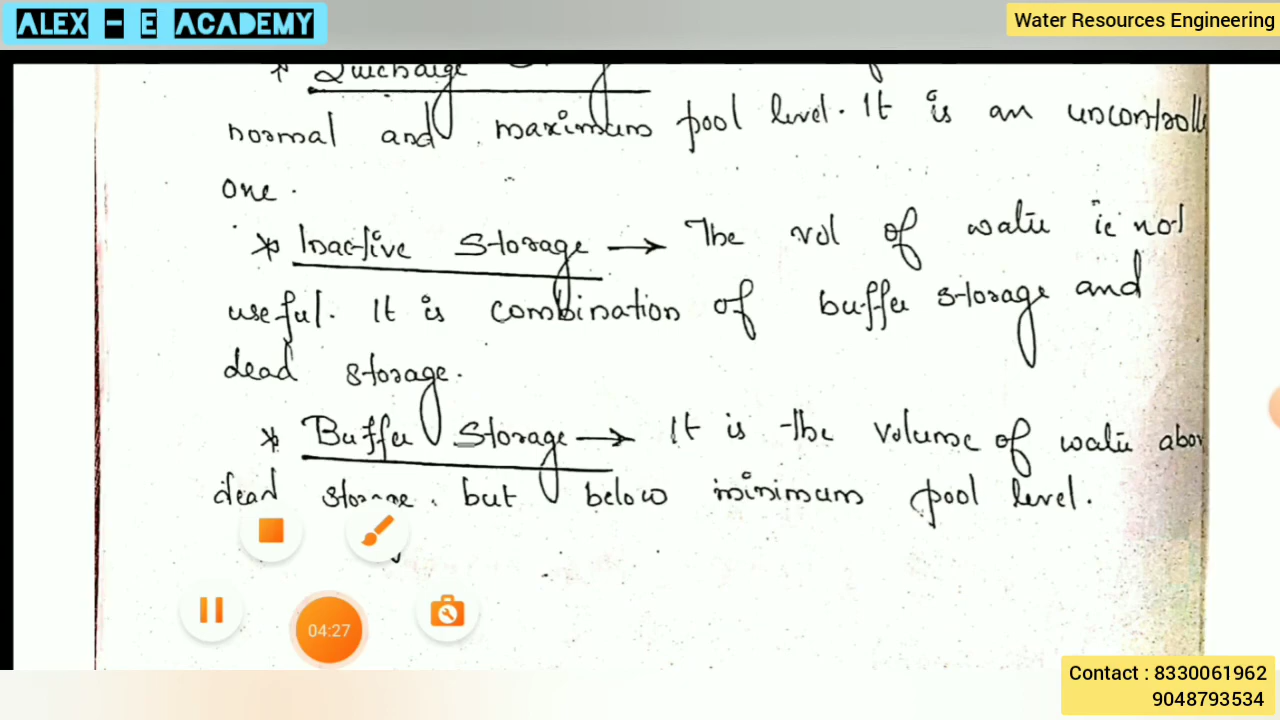 ALEX - E ACADEMY
Water Resources Engineering
normal and maximum pool level. It is an uncontrolle
one.
* Inactive Storage → The vol of water is not
useful. It is combination of buffer storage and
dead storage.
* Buffer Storage → It is the volume of water abov
dead storage, but below minimum pool level.
04:27
Contact : 8330061962
9048793534